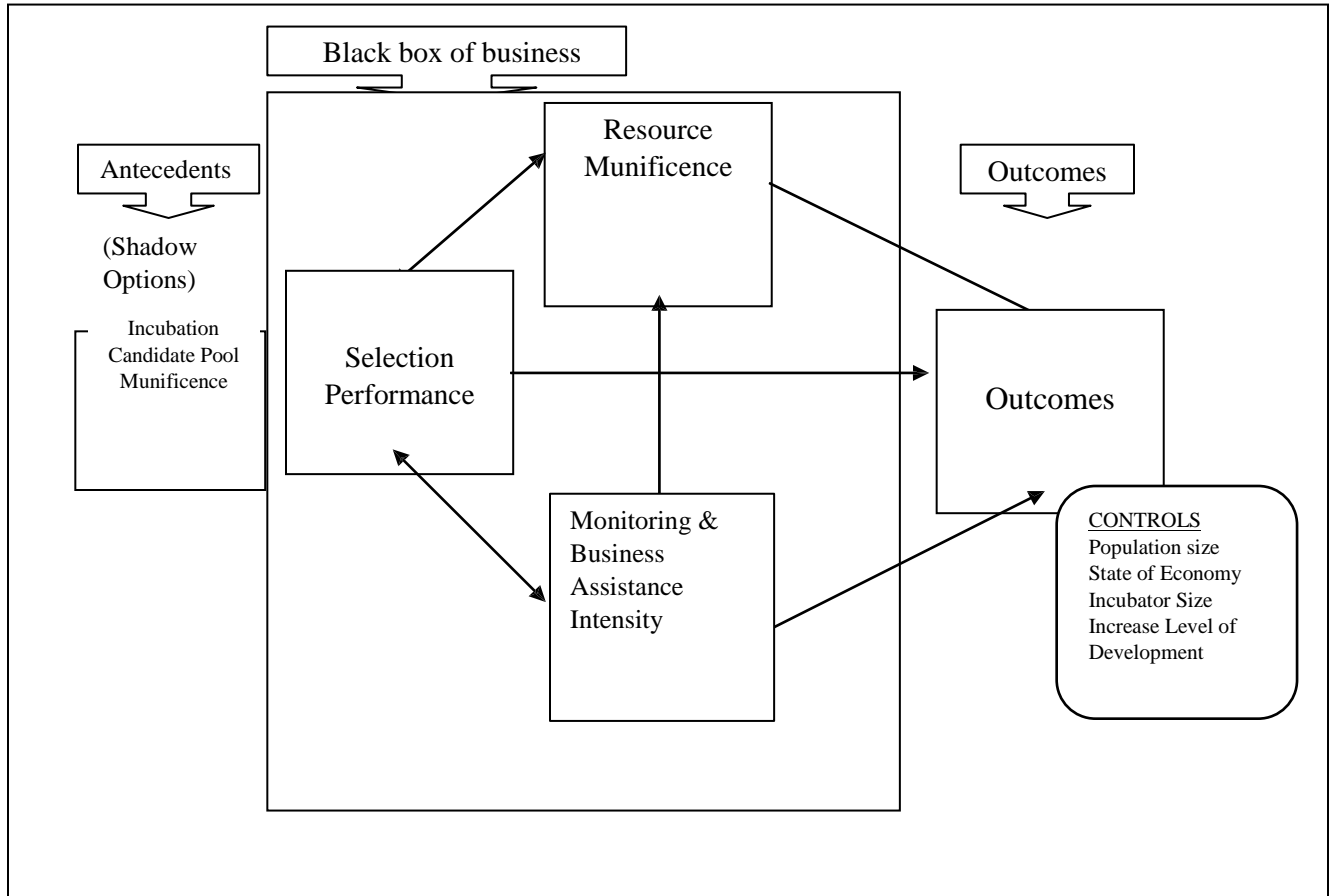 Black box of business
Antecedents
(Shadow
Options)
Incubation
Candidate Pool
Munificence
Selection
Performance
Resource
Munificence
Monitoring &
Business
Assistance
Intensity
Outcomes
Outcomes
CONTROLS
Population size
State of Economy
Incubator Size
Increase Level of
Development